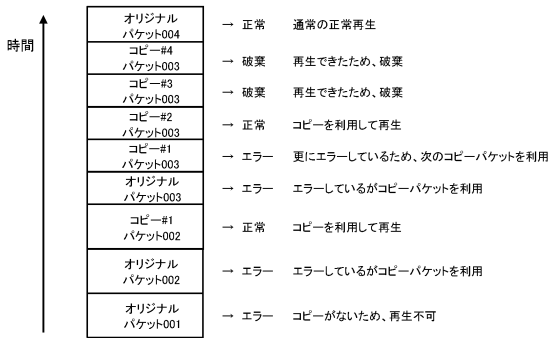 時間
オリジナル
パケット004
→ 正常 通常の正常再生
コピー#4
パケット003
→ 破棄 再生できたため、破棄
コピー#3
パケット003
→ 破棄 再生できたため、破棄
コピー#2
パケット003
→ 正常 コピーを利用して再生
コピー#1
パケット003
→ エラー 更にエラーしているため、次のコピーパケットを利用
オリジナル
パケット003
→ エラー エラーしているがコピーパケットを利用
コピー#1
パケット002
→ 正常 コピーを利用して再生
オリジナル
パケット002
→ エラー エラーしているがコピーパケットを利用
オリジナル
パケット001
→ エラー コピーがないため、再生不可